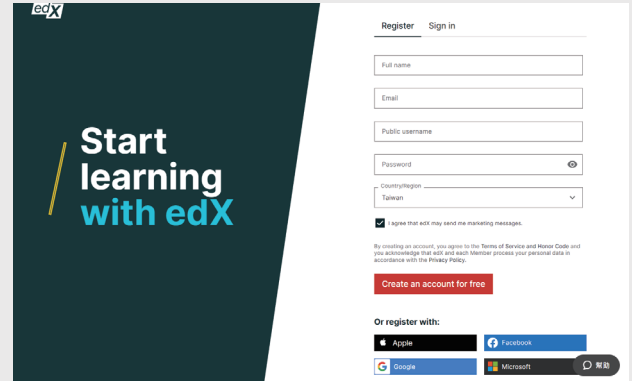 edX
Register Sign in
Full name
Email
Public username
Password
Country/Region
Taiwan
I agree that edX may send me marketing messages.
By creating an account, you agree to the Terms of Service and Honor Code and
you acknowledge that edX and each Member process your personal data in
accordance with the Privacy Policy.
Create an account for free
Or register with:
Apple Facebook
Google Microsoft
幫助
Start
learning
with edX